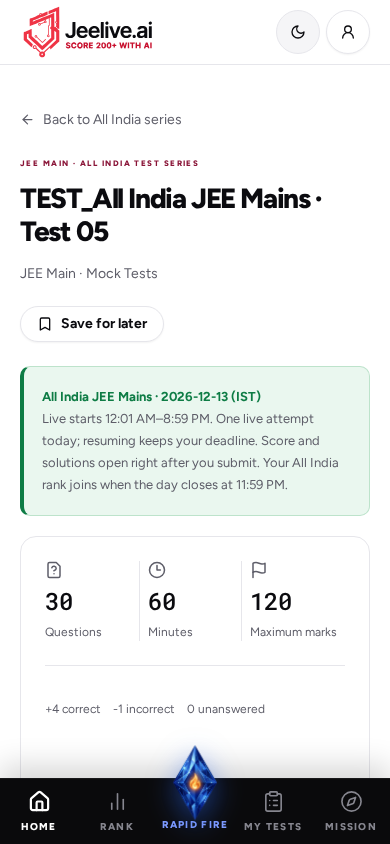 Jeelive.ai
SCORE 200+ WITH AI
Back to All India series
JEE MAIN · ALL INDIA TEST SERIES
TEST_All India JEE Mains ·
Test 05
JEE Main · Mock Tests
Save for later
All India JEE Mains · 2026-12-13 (IST)
Live starts 12:01 AM–8:59 PM. One live attempt
today; resuming keeps your deadline. Score and
solutions open right after you submit. Your All India
rank joins when the day closes at 11:59 PM.
30 60 120
Questions Minutes Maximum marks
+4 correct -1 incorrect 0 unanswered
HOME RANK RAPID FIRE MY TESTS MISSION